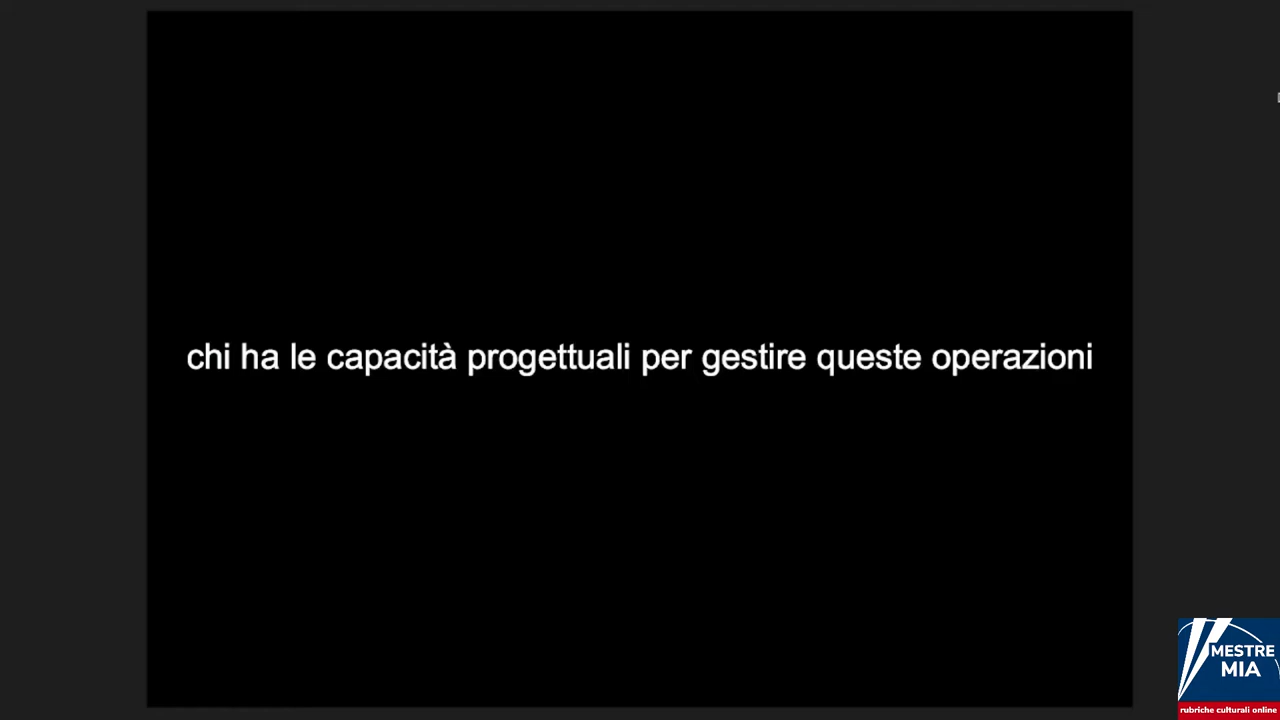 chi ha le capacità progettuali per gestire queste operazioni
MESTRE
MIA
rubriche culturali online